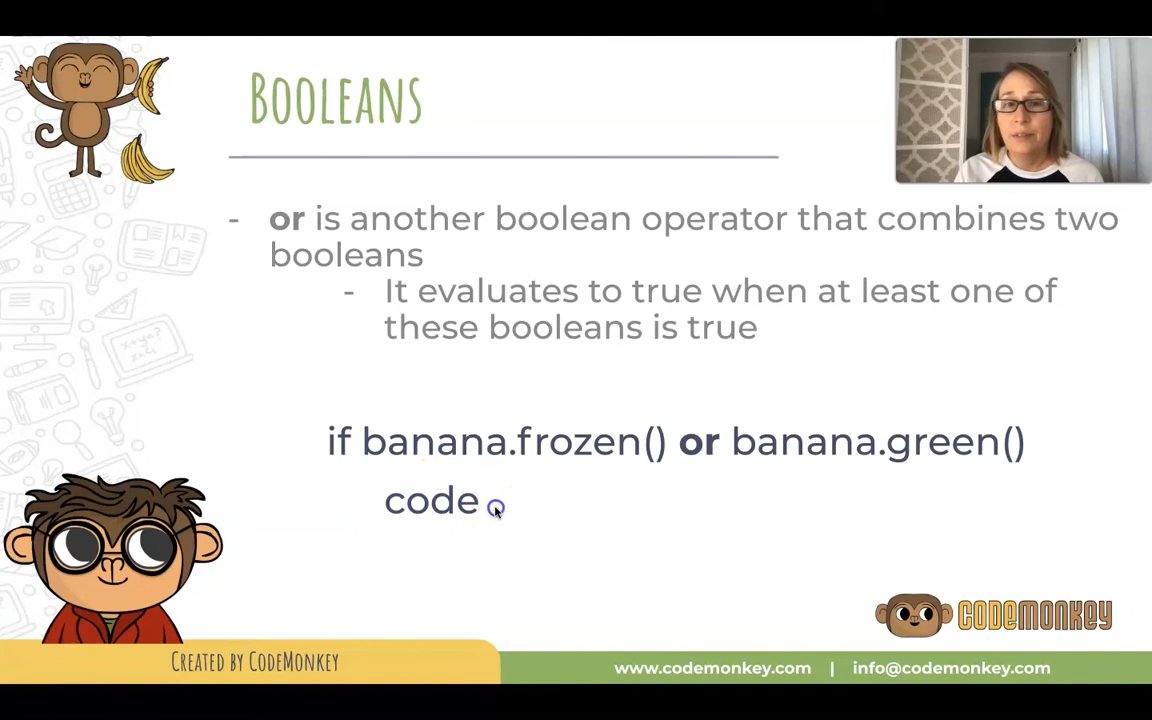 BOOLEANS
- or is another boolean operator that combines two
booleans
- It evaluates to true when at least one of
these booleans is true
if banana.frozen() or banana.green()
code
CODEMONKEY
CREATED BY CODEMONKEY
www.codemonkey.com | info@codemonkey.com